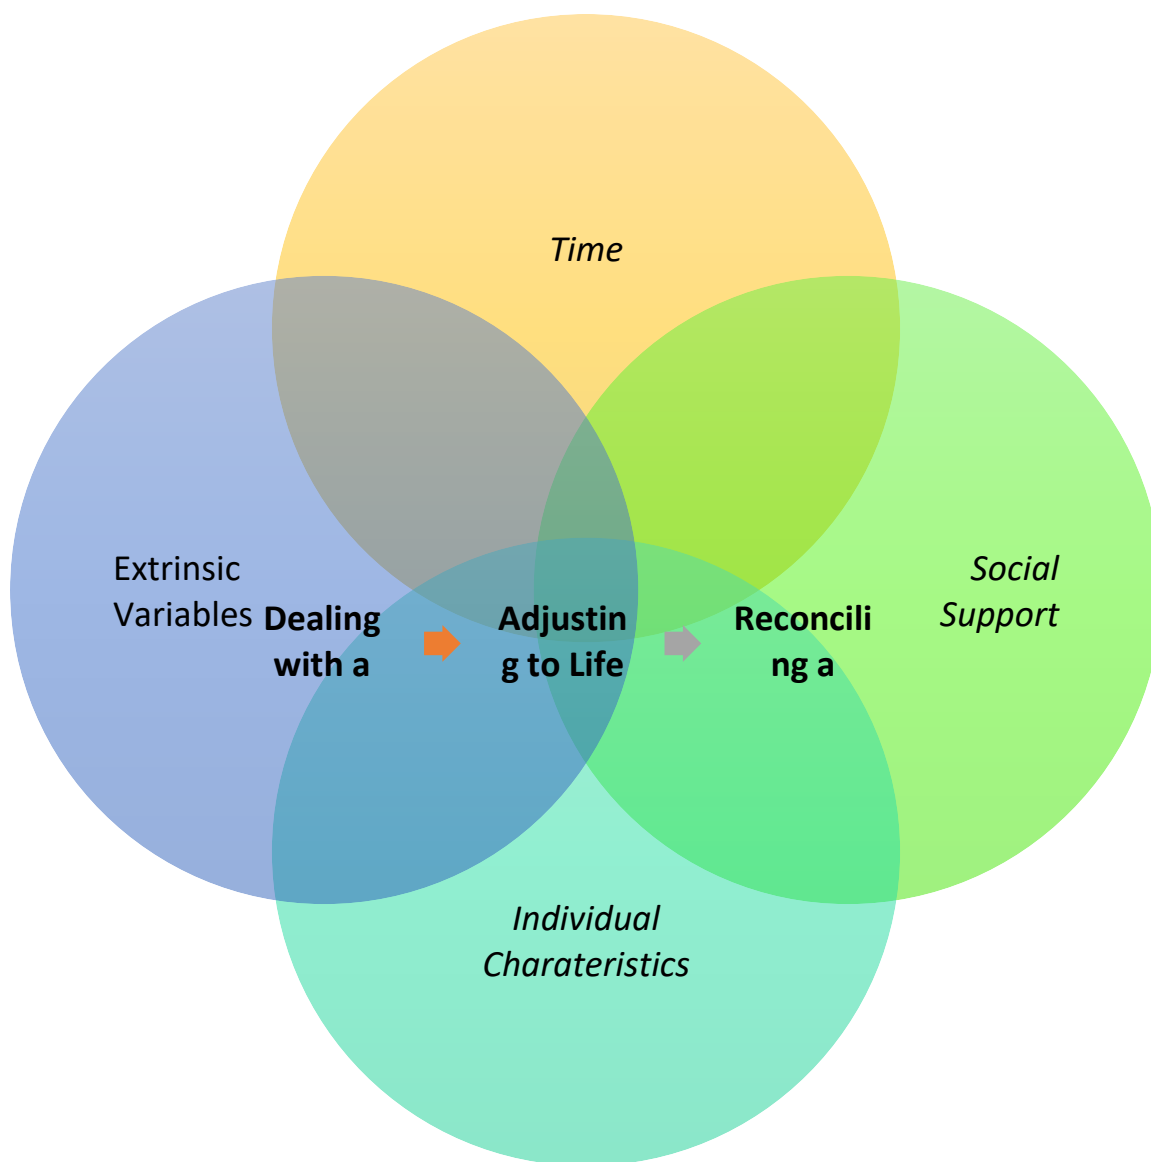 Time
Extrinsic
Variables
Dealing
with a
Adjustin
g to Life
Reconcili
ng a
Social
Support
Individual
Charateristics